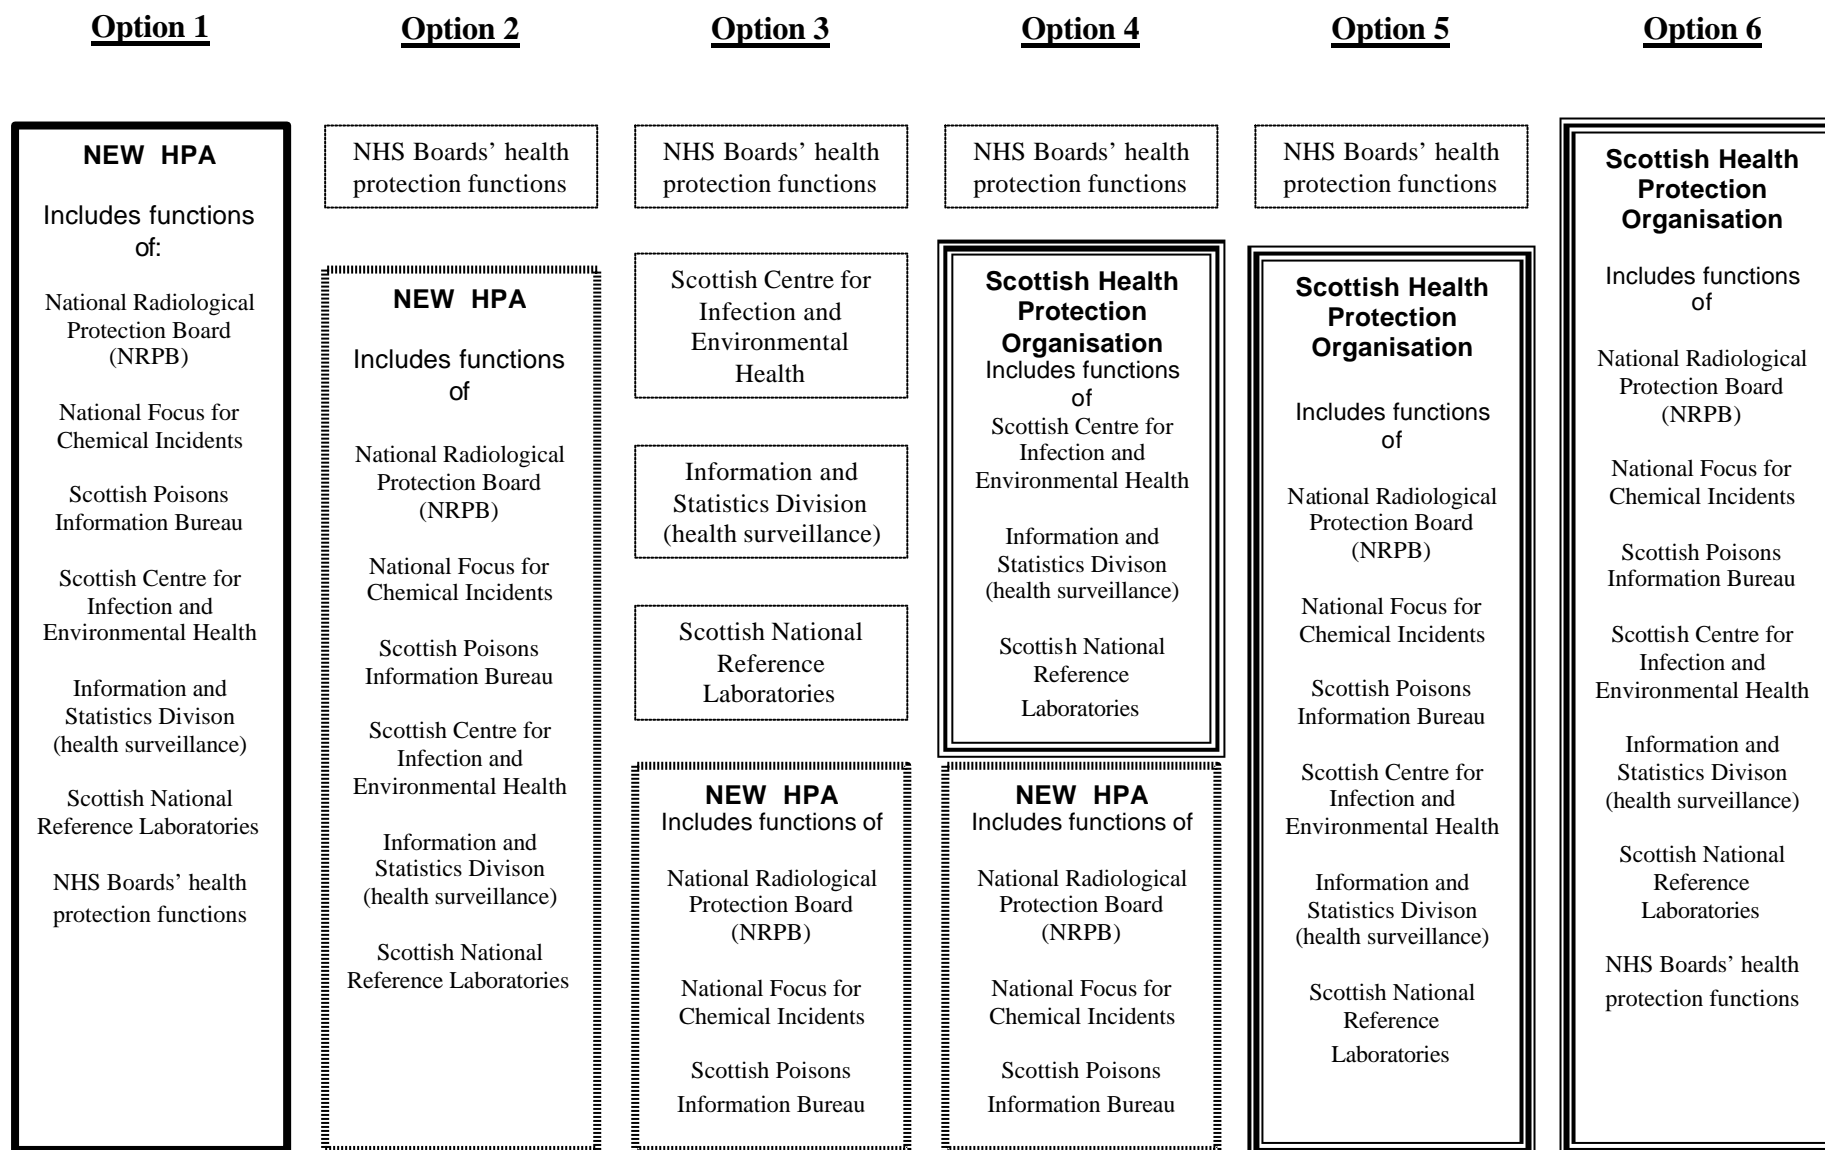 Option 1
Option 2
Option 3
Option 4
Option 5
Option 6
NEW HPA
Includes functions
of:
National Radiological
Protection Board
(NRPB)
National Focus for
Chemical Incidents
Scottish Poisons
Information Bureau
Scottish Centre for
Infection and
Environmental Health
Information and
Statistics Divison
(health surveillance)
Scottish National
Reference Laboratories
NHS Boards’ health
protection functions
NHS Boards’ health
protection functions
NEW HPA
Includes functions
of
National Radiological
Protection Board
(NRPB)
National Focus for
Chemical Incidents
Scottish Poisons
Information Bureau
Scottish Centre for
Infection and
Environmental Health
Information and
Statistics Divison
(health surveillance)
Scottish National
Reference Laboratories
NHS Boards’ health
protection functions
Scottish Centre for
Infection and
Environmental
Health
Information and
Statistics Division
(health surveillance)
Scottish National
Reference
Laboratories
NEW HPA
Includes functions of
National Radiological
Protection Board
(NRPB)
National Focus for
Chemical Incidents
Scottish Poisons
Information Bureau
NHS Boards’ health
protection functions
Scottish Health
Protection
Organisation
Includes functions
of
Scottish Centre for
Infection and
Environmental Health
Information and
Statistics Divison
(health surveillance)
Scottish National
Reference
Laboratories
NEW HPA
Includes functions of
National Radiological
Protection Board
(NRPB)
National Focus for
Chemical Incidents
Scottish Poisons
Information Bureau
NHS Boards’ health
protection functions
Scottish Health
Protection
Organisation
Includes functions
of
National Radiological
Protection Board
(NRPB)
National Focus for
Chemical Incidents
Scottish Poisons
Information Bureau
Scottish Centre for
Infection and
Environmental Health
Information and
Statistics Divison
(health surveillance)
Scottish National
Reference
Laboratories
Scottish Health
Protection
Organisation
Includes functions
of
National Radiological
Protection Board
(NRPB)
National Focus for
Chemical Incidents
Scottish Poisons
Information Bureau
Scottish Centre for
Infection and
Environmental Health
Information and
Statistics Divison
(health surveillance)
Scottish National
Reference
Laboratories
NHS Boards’ health
protection functions